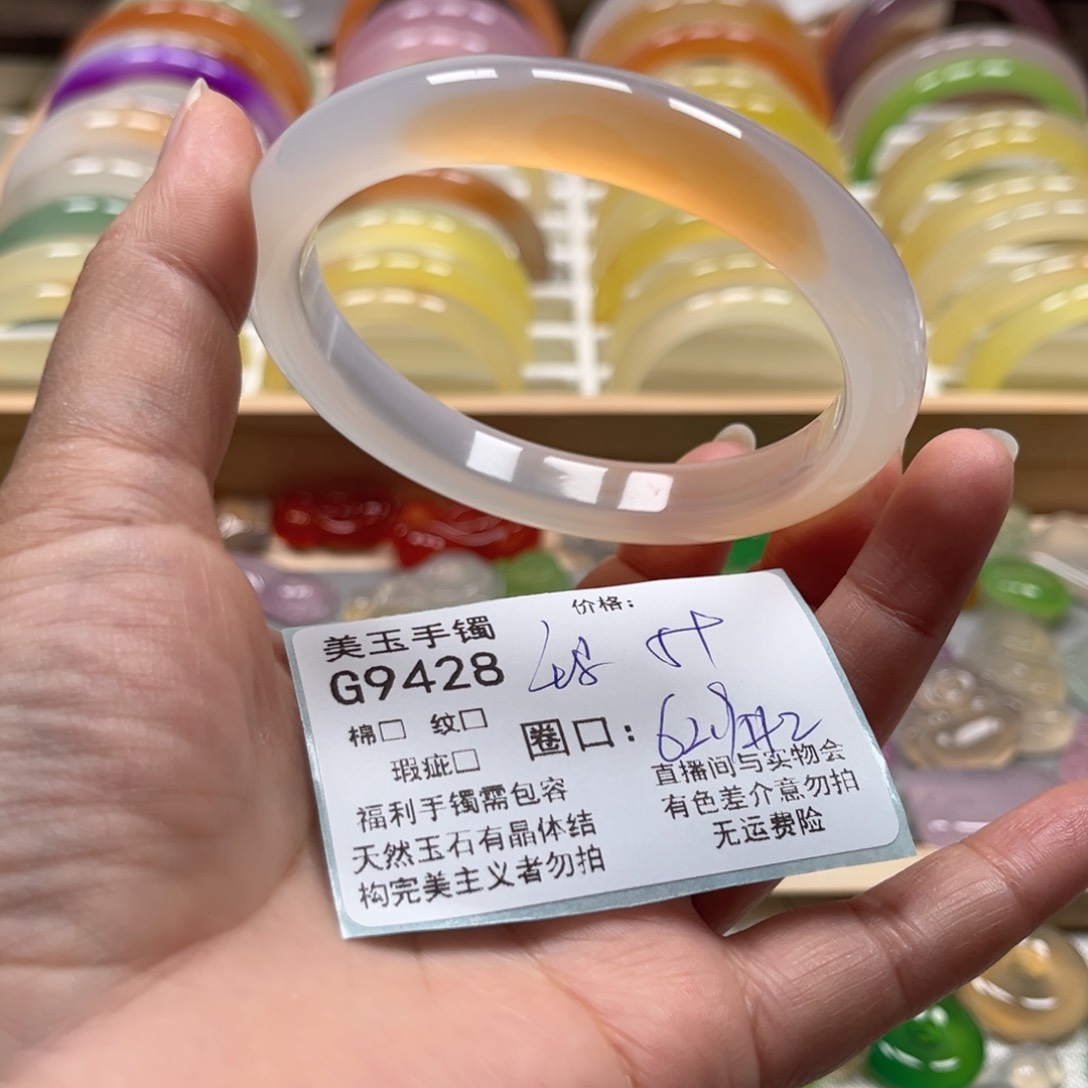 价格:
美玉手镯
G9428
棉□ 纹□
瑕疵□
圈口:
福利手镯需包容
天然玉石有晶体结
构完美主义者勿拍
直播间与实物会
有色差介意勿拍
无运费险